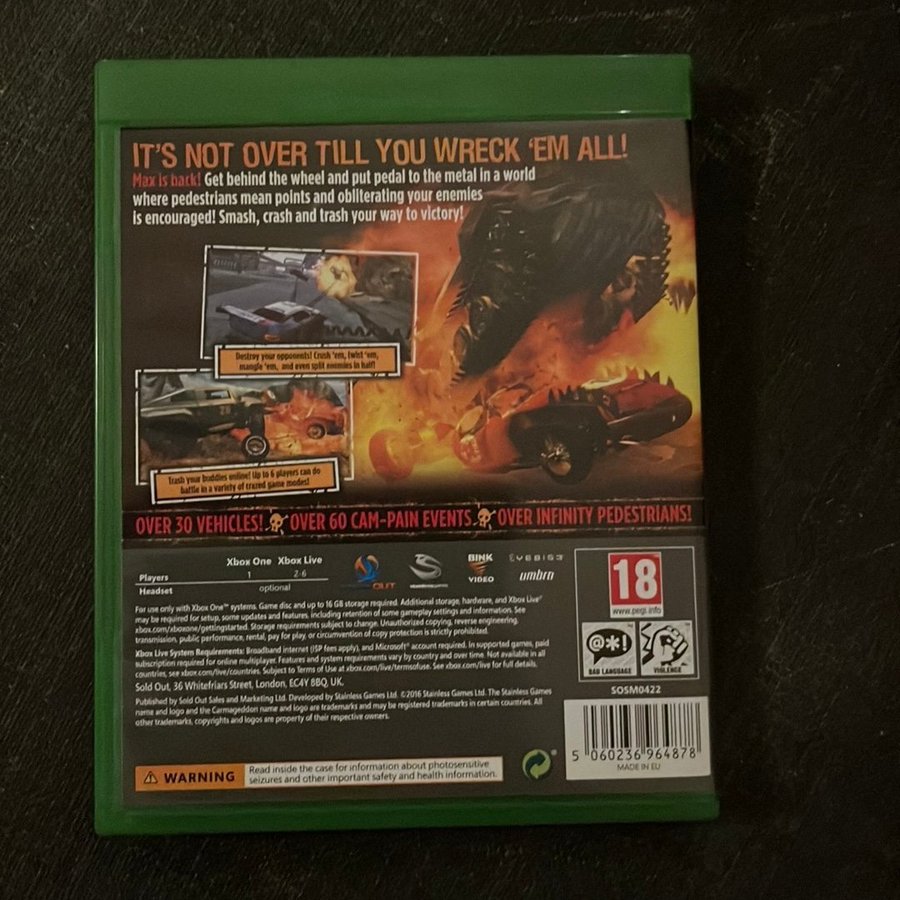 IT'S NOT OVER TILL YOU WRECK 'EM ALL!
Max is back! Get behind the wheel and put pedal to the metal in a world
where pedestrians mean points and obliterating your enemies
is encouraged! Smash, crash and trash your way to victory!
Destroy your opponents! Crush 'em, twist 'em,
mangle 'em, and even split enemies in half!
Trash your buddies online! Up to 6 players can do
battle in a variety of crazed game modes!
OVER 30 VEHICLES! OVER 60 CAM-PAIN EVENTS OVER INFINITY PEDESTRIANS!
Xbox One Xbox Live
Players 1 2-6
Headset optional
OUT
BINK
VIDEO
umbra
18
www.pegi.info
@*!
BAD LANGUAGE
VIOLENCE
For use only with Xbox One™ systems. Game disc and up to 16 GB storage required. Additional storage, hardware, and Xbox Live®
may be required for setup, some updates and features, including retention of some gameplay settings and information. See
xbox.com/xboxone/gettingstarted. Storage requirements subject to change. Unauthorized copying, reverse engineering,
transmission, public performance, rental, pay for play, or circumvention of copy protection is strictly prohibited.
Xbox Live System Requirements: Broadband internet (ISP fees apply), and Microsoft® account required. In supported games, paid
subscription required for online multiplayer. Features and system requirements vary by country and over time. Not available in all
countries, see xbox.com/live/countries. Subject to Terms of Use at xbox.com/live/termsofuse. See xbox.com/live for full details.
Sold Out, 36 Whitefriars Street, London, EC4Y 8BQ, UK.
Published by Sold Out Sales and Marketing Ltd. Developed by Stainless Games Ltd. ©2016 Stainless Games Ltd. The Stainless Games
name and logo and the Carmageddon name and logo are trademarks and may be registered trademarks in certain countries. All
other trademarks, copyrights and logos are property of their respective owners.
SOSM0422
5 060236 964878
MADE IN EU
WARNING
Read inside the case for information about photosensitive
seizures and other important safety and health information.